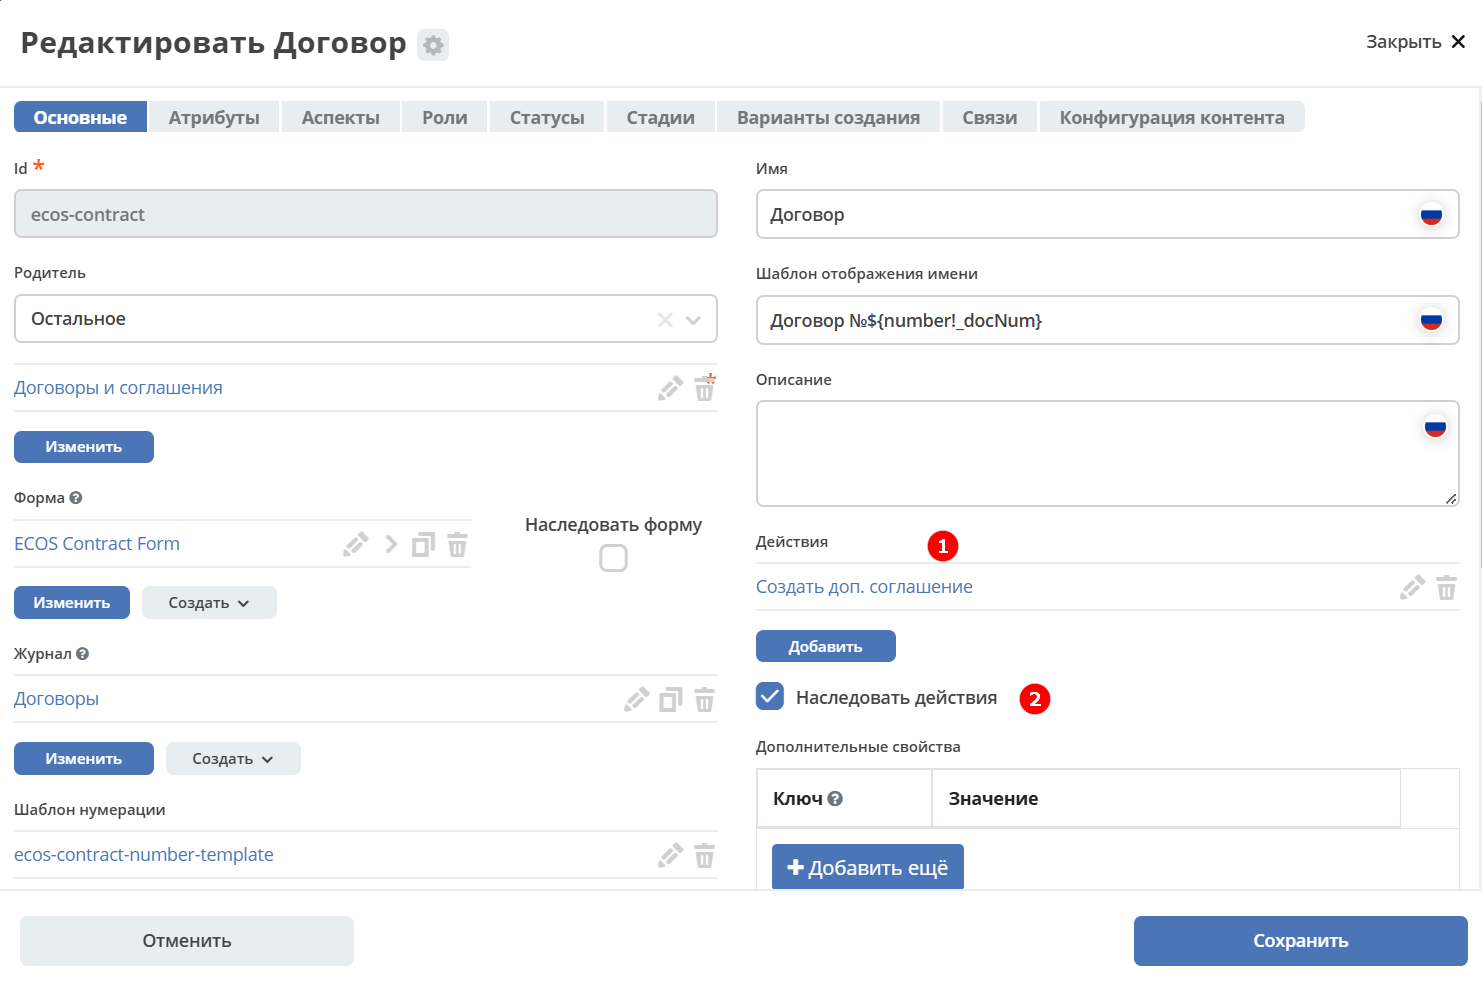 Редактировать Договор
Закрыть
Основные Атрибуты Аспекты Роли Статусы Стадии Варианты создания Связи Конфигурация контента
Id *
ecos-contract
Родитель
Остальное
Договоры и соглашения
*
Изменить
Форма
ECOS Contract Form
Наследовать форму
Изменить Создать
Журнал
Договоры
Изменить Создать
Шаблон нумерации
ecos-contract-number-template
Имя
Договор
Шаблон отображения имени
Договор №${number!_docNum}
Описание
Действия 1
Создать доп. соглашение
Добавить
Наследовать действия 2
Дополнительные свойства
Ключ Значение
+ Добавить ещё
Отменить Сохранить